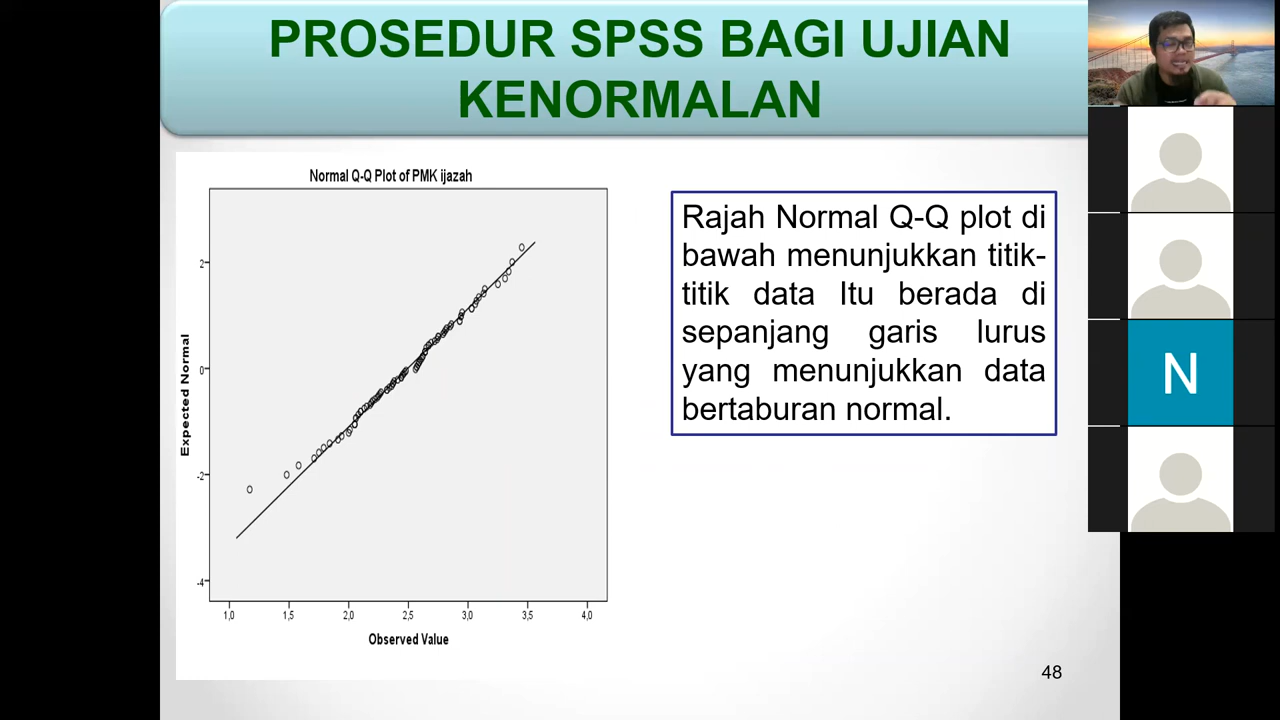 PROSEDUR SPSS BAGI UJIAN
KENORMALAN
Normal Q-Q Plot of PMK ijazah
Expected Normal
2
0
-2
-4
1,0 1,5 2,0 2,5 3,0 3,5 4,0
Observed Value
Rajah Normal Q-Q plot di
bawah menunjukkan titik-
titik data Itu berada di
sepanjang garis lurus
yang menunjukkan data
bertaburan normal.
N
48